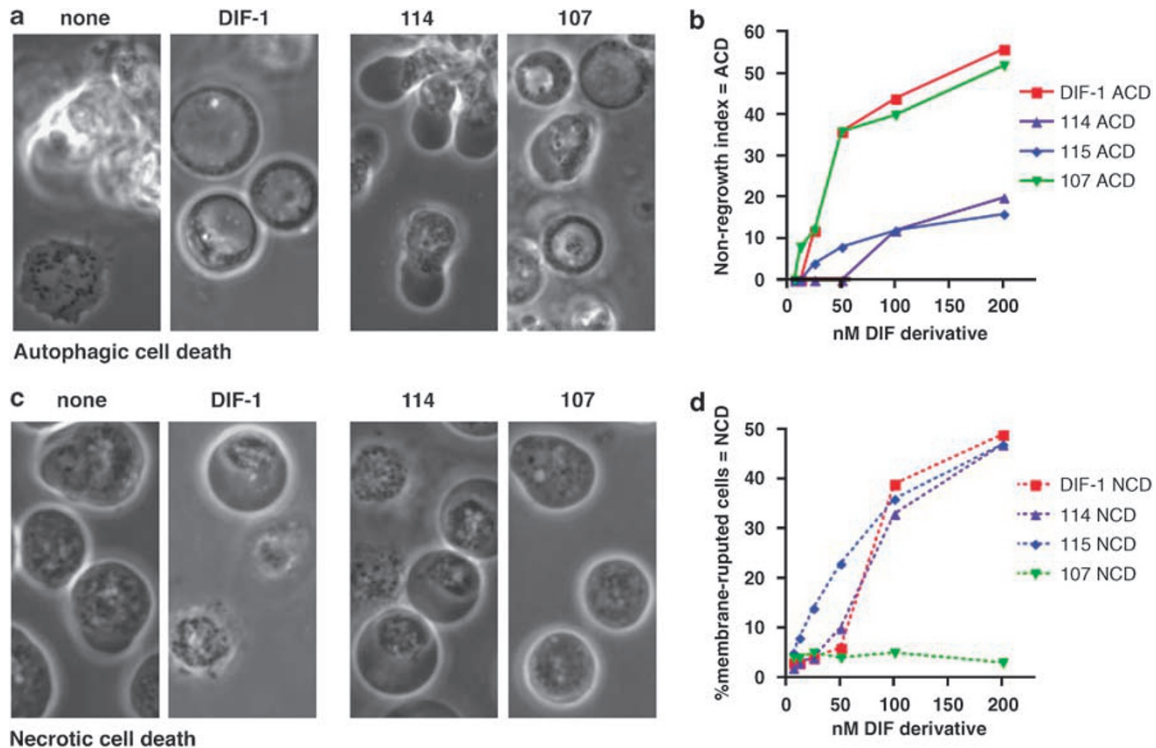 a
none DIF-1 114 107
Autophagic cell death
b
Non-regrowth index = ACD
60
50
40
30
20
10
0
0 50 100 150 200
nM DIF derivative
DIF-1 ACD
114 ACD
115 ACD
107 ACD
c
none DIF-1 114 107
Necrotic cell death
d
%membrane-ruputed cells = NCD
50
40
30
20
10
0
0 50 100 150 200
nM DIF derivative
DIF-1 NCD
114 NCD
115 NCD
107 NCD